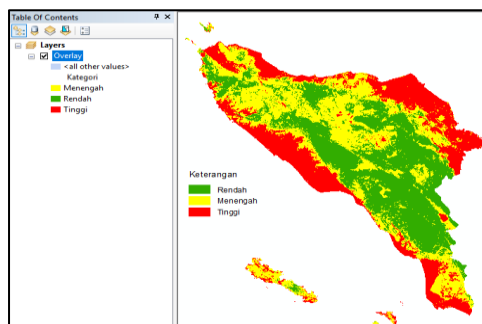 Table Of Contents
Layers
Overlay
<all other values>
Kategori
Menengah
Rendah
Tinggi
Keterangan
Rendah
Menengah
Tinggi